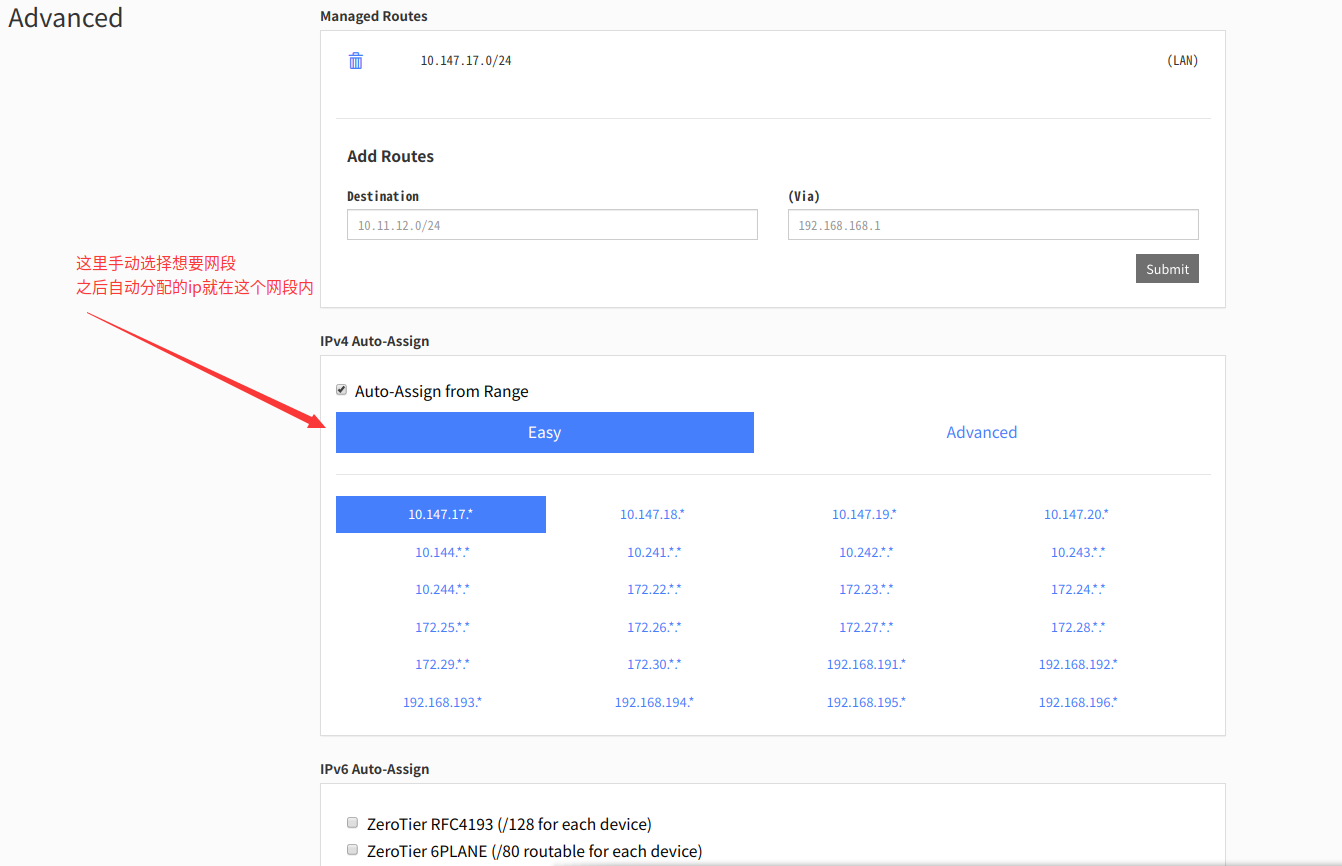 Advanced
Managed Routes
10.147.17.0/24
(LAN)
Add Routes
Destination
(Via)
10.11.12.0/24
192.168.168.1
Submit
这里手动选择想要网段
之后自动分配的ip就在这个网段内
IPv4 Auto-Assign
Auto-Assign from Range
Easy
Advanced
10.147.17.*
10.147.18.*
10.147.19.*
10.147.20.*
10.144.*.*
10.241.*.*
10.242.*.*
10.243.*.*
10.244.*.*
172.22.*.*
172.23.*.*
172.24.*.*
172.25.*.*
172.26.*.*
172.27.*.*
172.28.*.*
172.29.*.*
172.30.*.*
192.168.191.*
192.168.192.*
192.168.193.*
192.168.194.*
192.168.195.*
192.168.196.*
IPv6 Auto-Assign
ZeroTier RFC4193 (/128 for each device)
ZeroTier 6PLANE (/80 routable for each device)